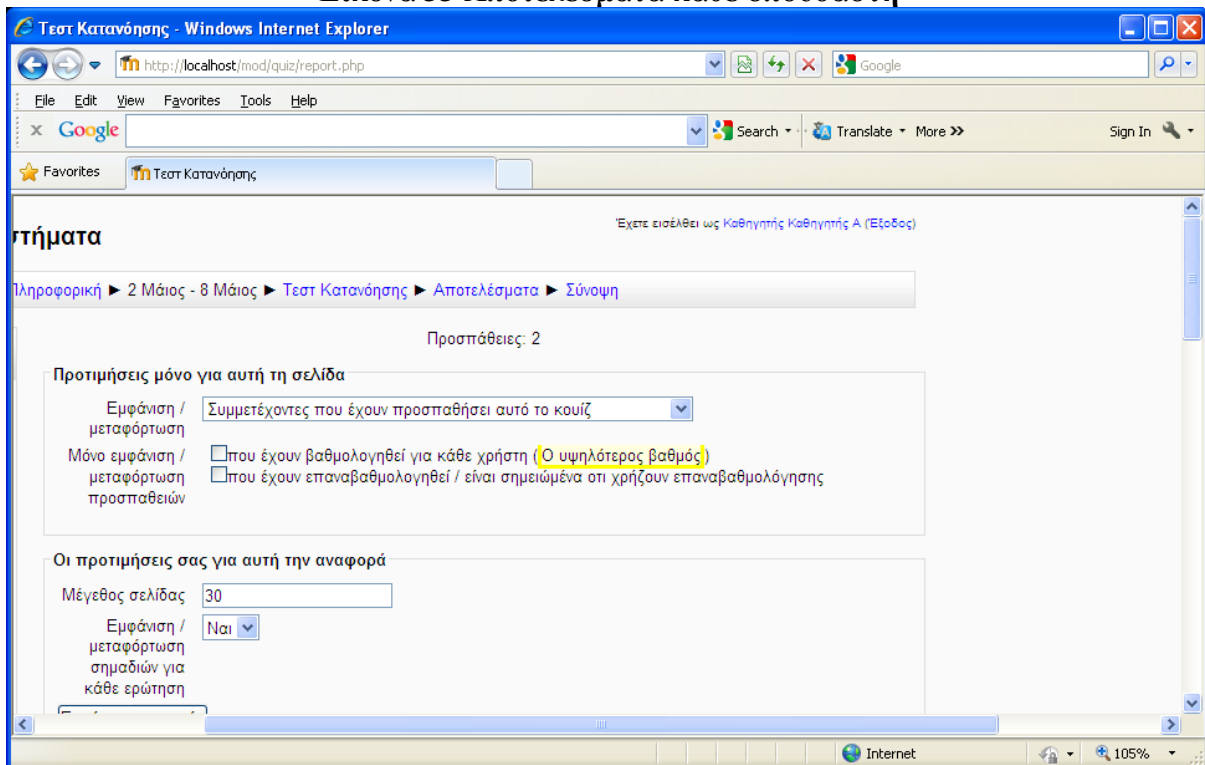 Τεστ Κατανόησης - Windows Internet Explorer
http://localhost/mod/quiz/report.php
Google
File Edit View Favorites Tools Help
x Google Search Translate More >> Sign In
Favorites Τεστ Κατανόησης
Έχετε εισέλθει ως Καθηγητής Καθηγητής Α (Έξοδος)
στήματα
Πληροφορική ► 2 Μάιος - 8 Μάιος ► Τεστ Κατανόησης ► Αποτελέσματα ► Σύνοψη
Προσπάθειες: 2
Προτιμήσεις μόνο για αυτή τη σελίδα
Εμφάνιση / μεταφόρτωση
Συμμετέχοντες που έχουν προσπαθήσει αυτό το κουίζ
Μόνο εμφάνιση / μεταφόρτωση προσπαθειών
που έχουν βαθμολογηθεί για κάθε χρήστη (Ο υψηλότερος βαθμός)
που έχουν επαναβαθμολογηθεί / είναι σημειώμένα οτι χρήζουν επαναβαθμολόγησης
Οι προτιμήσεις σας για αυτή την αναφορά
Μέγεθος σελίδας 30
Εμφάνιση / μεταφόρτωση σημαδιών για κάθε ερώτηση
Ναι
Internet 105%